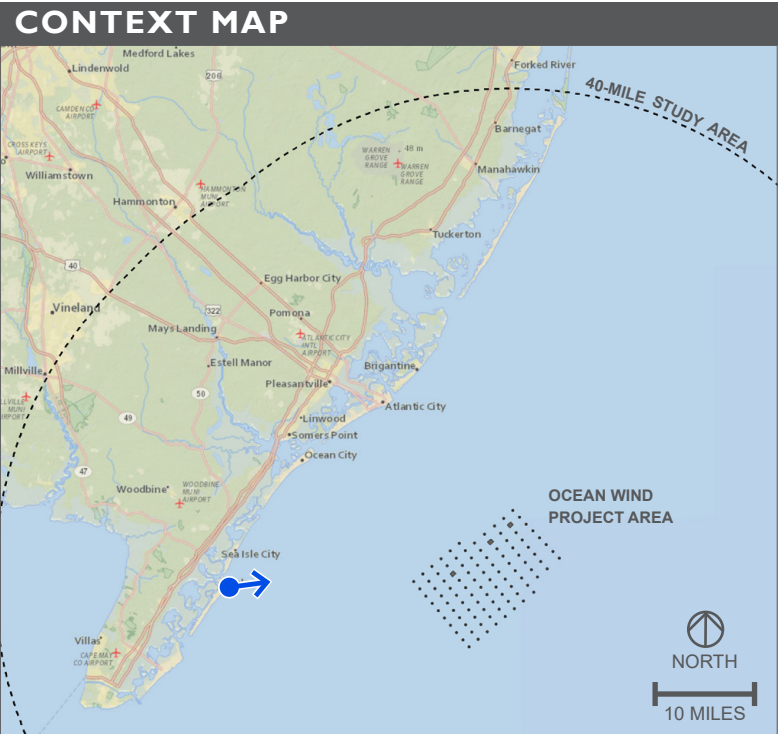 CONTEXT MAP
Medford Lakes
Lindenwold
206
Forked River
40-MILE STUDY AREA
CAMDEN CO
AIRPORT
Barnegat
CROSS KEYS
AIRPORT
48 m
WARREN
GROVE
RANGE
WARREN
GROVE
RANGE
Manahawkin
Williamstown
HAMMONTON
MUNI
AIRPORT
Hammonton
Tuckerton
40
Egg Harbor City
Vineland
322
Pomona
Mays Landing
ATLANTIC CITY
INTL
AIRPORT
Estell Manor
Brigantine
Millville
Pleasantville
50
LLVILLE
MUNI
IRPORT
Atlantic City
49
Linwood
Somers Point
Ocean City
47
Woodbine
WOODBINE
MUNI
AIRPORT
OCEAN WIND
PROJECT AREA
Sea Isle City
Villas
CAPE MAY
CO AIRPORT
NORTH
10 MILES